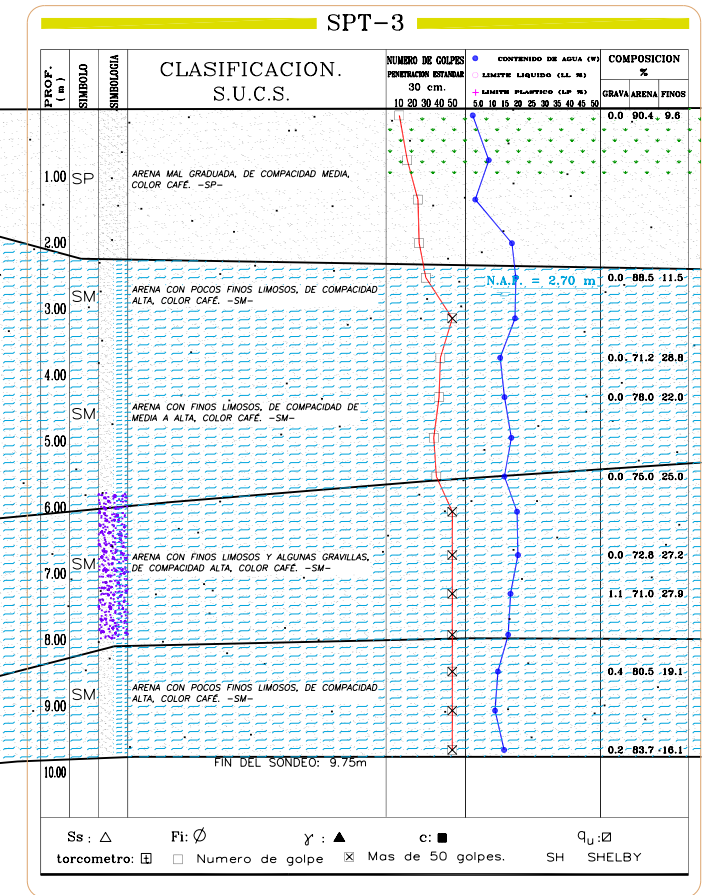 SPT-3
PROF. (m)
SIMBOLO
SIMBOLOGIA
CLASIFICACION.
S.U.C.S.
NUMERO DE GOLPES
PENETRACION ESTANDAR
30 cm.
10 20 30 40 50
CONTENIDO DE AGUA (W)
LIMITE LIQUIDO (LL %)
LIMITE PLASTICO (LP %)
5.0 10 15 20 25 30 35 40 45 50
COMPOSICION
%
GRAVA ARENA FINOS
0.0 90.4 9.6
1.00
SP
ARENA MAL GRADUADA, DE COMPACIDAD MEDIA,
COLOR CAFÉ. -SP-
2.00
0.0 88.5 11.5
N.A.F. = 2.70 m
SM
ARENA CON POCOS FINOS LIMOSOS, DE COMPACIDAD
ALTA, COLOR CAFÉ. -SM-
3.00
0.0 71.2 28.8
4.00
0.0 78.0 22.0
SM
ARENA CON FINOS LIMOSOS, DE COMPACIDAD DE
MEDIA A ALTA, COLOR CAFÉ. -SM-
5.00
0.0 75.0 25.0
6.00
0.0 72.8 27.2
SM
ARENA CON FINOS LIMOSOS Y ALGUNAS GRAVILLAS,
DE COMPACIDAD ALTA, COLOR CAFÉ. -SM-
7.00
1.1 71.0 27.9
8.00
0.4 80.5 19.1
SM
ARENA CON POCOS FINOS LIMOSOS, DE COMPACIDAD
ALTA, COLOR CAFÉ. -SM-
9.00
0.2 83.7 16.1
FIN DEL SONDEO: 9.75m
10.00
Ss: Fi: γ: c: qu:
torcometro: Numero de golpe Mas de 50 golpes. SH SHELBY